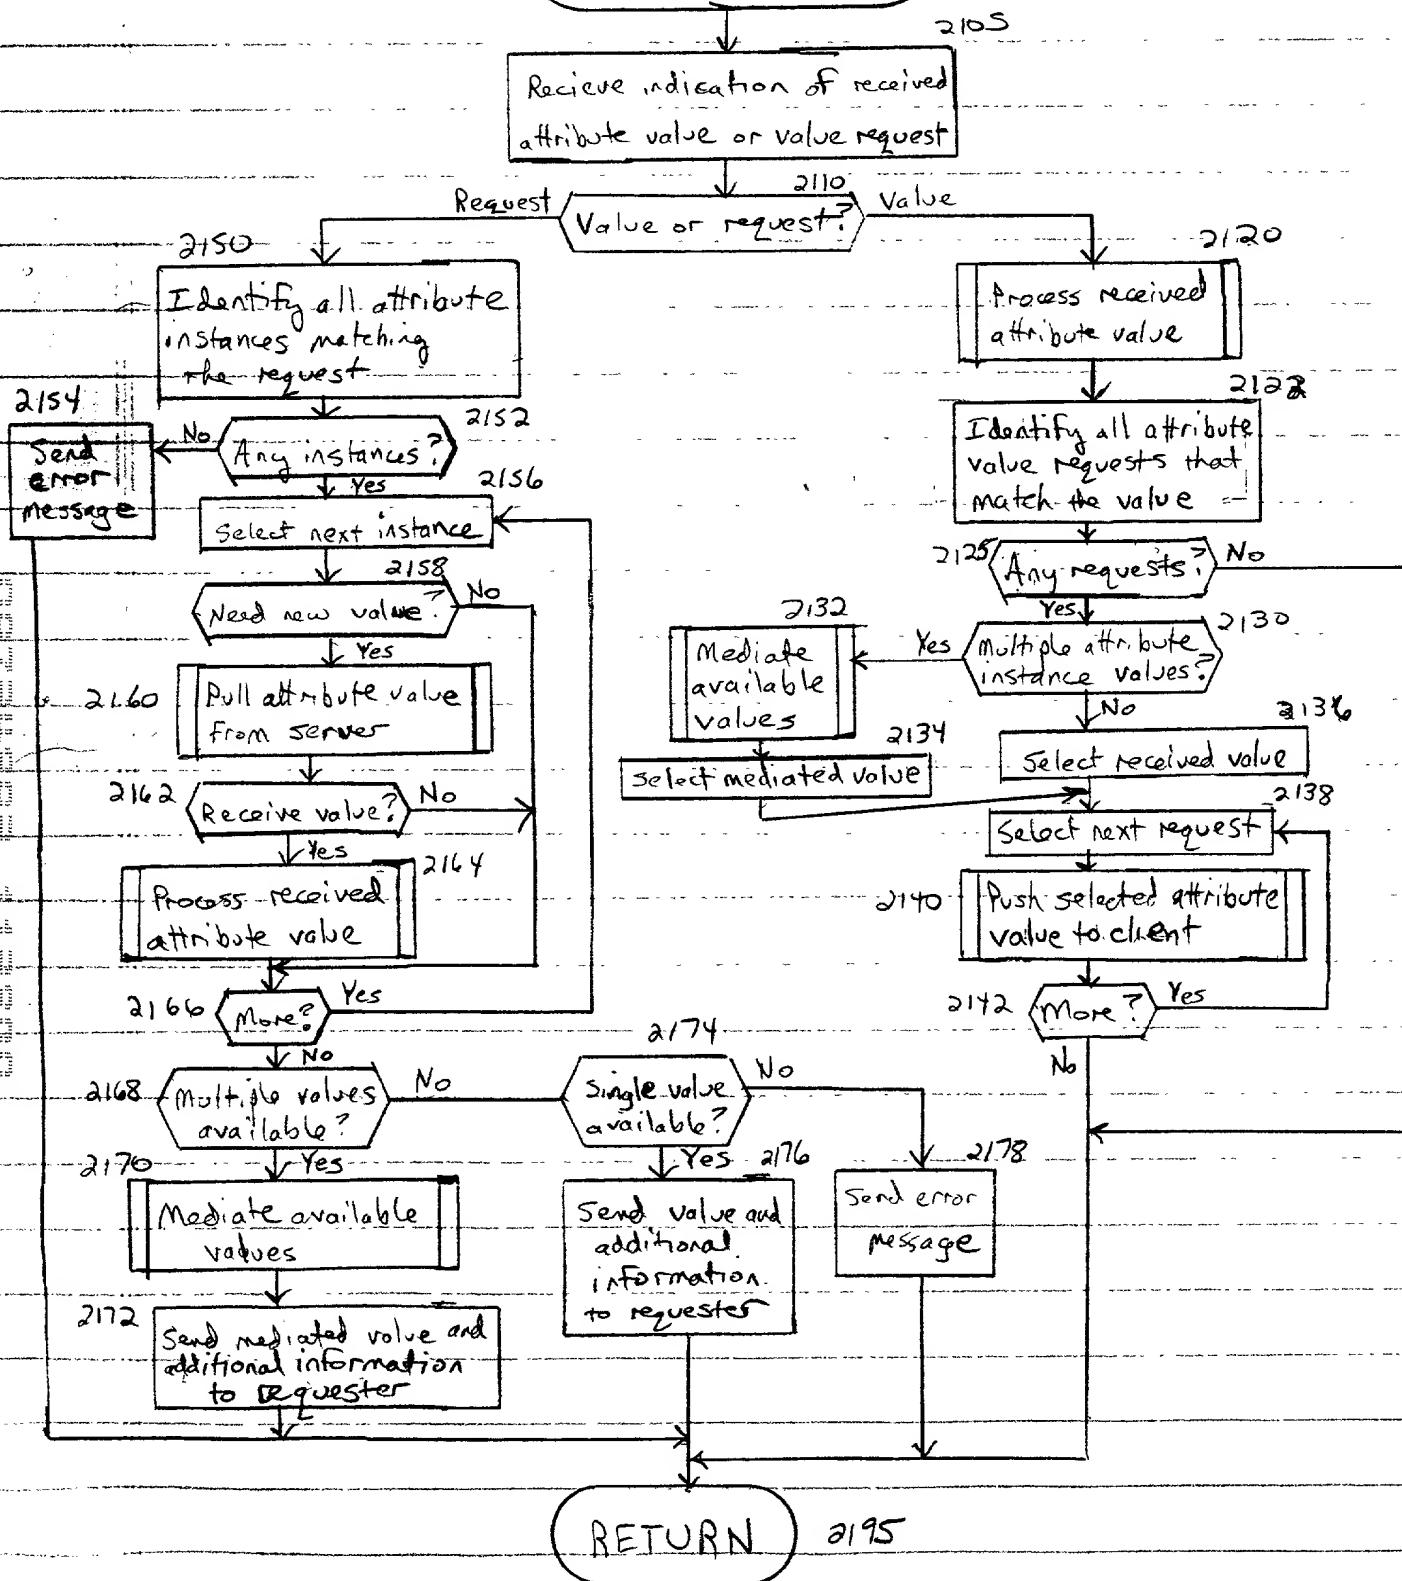 2105
Recieve indication of received
attribute value or value request
2110
Value or request?
Request
Value
2150
Identify all attribute
instances matching
the request
2152
Any instances?
No
2154
Send
error
message
Yes
2156
Select next instance
2158
Need new value?
No
Yes
2160
Pull attribute value
from server
2162
Receive value?
No
Yes
2164
Process received
attribute value
2166
More?
Yes
No
2168
Multiple values
available?
No
Yes
2170
Mediate available
values
2172
Send mediated value and
additional information
to requester
2174
Single value
available?
No
Yes
2176
Send value and
additional
information
to requester
2178
Send error
message
2120
Process received
attribute value
2122
Identify all attribute
value requests that
match the value
2125
Any requests?
No
Yes
2130
Multiple attribute
instance values?
Yes
No
2132
Mediate
available
values
2134
Select mediated value
2136
Select received value
2138
Select next request
2140
Push selected attribute
value to client
2142
More?
Yes
No
RETURN
2195